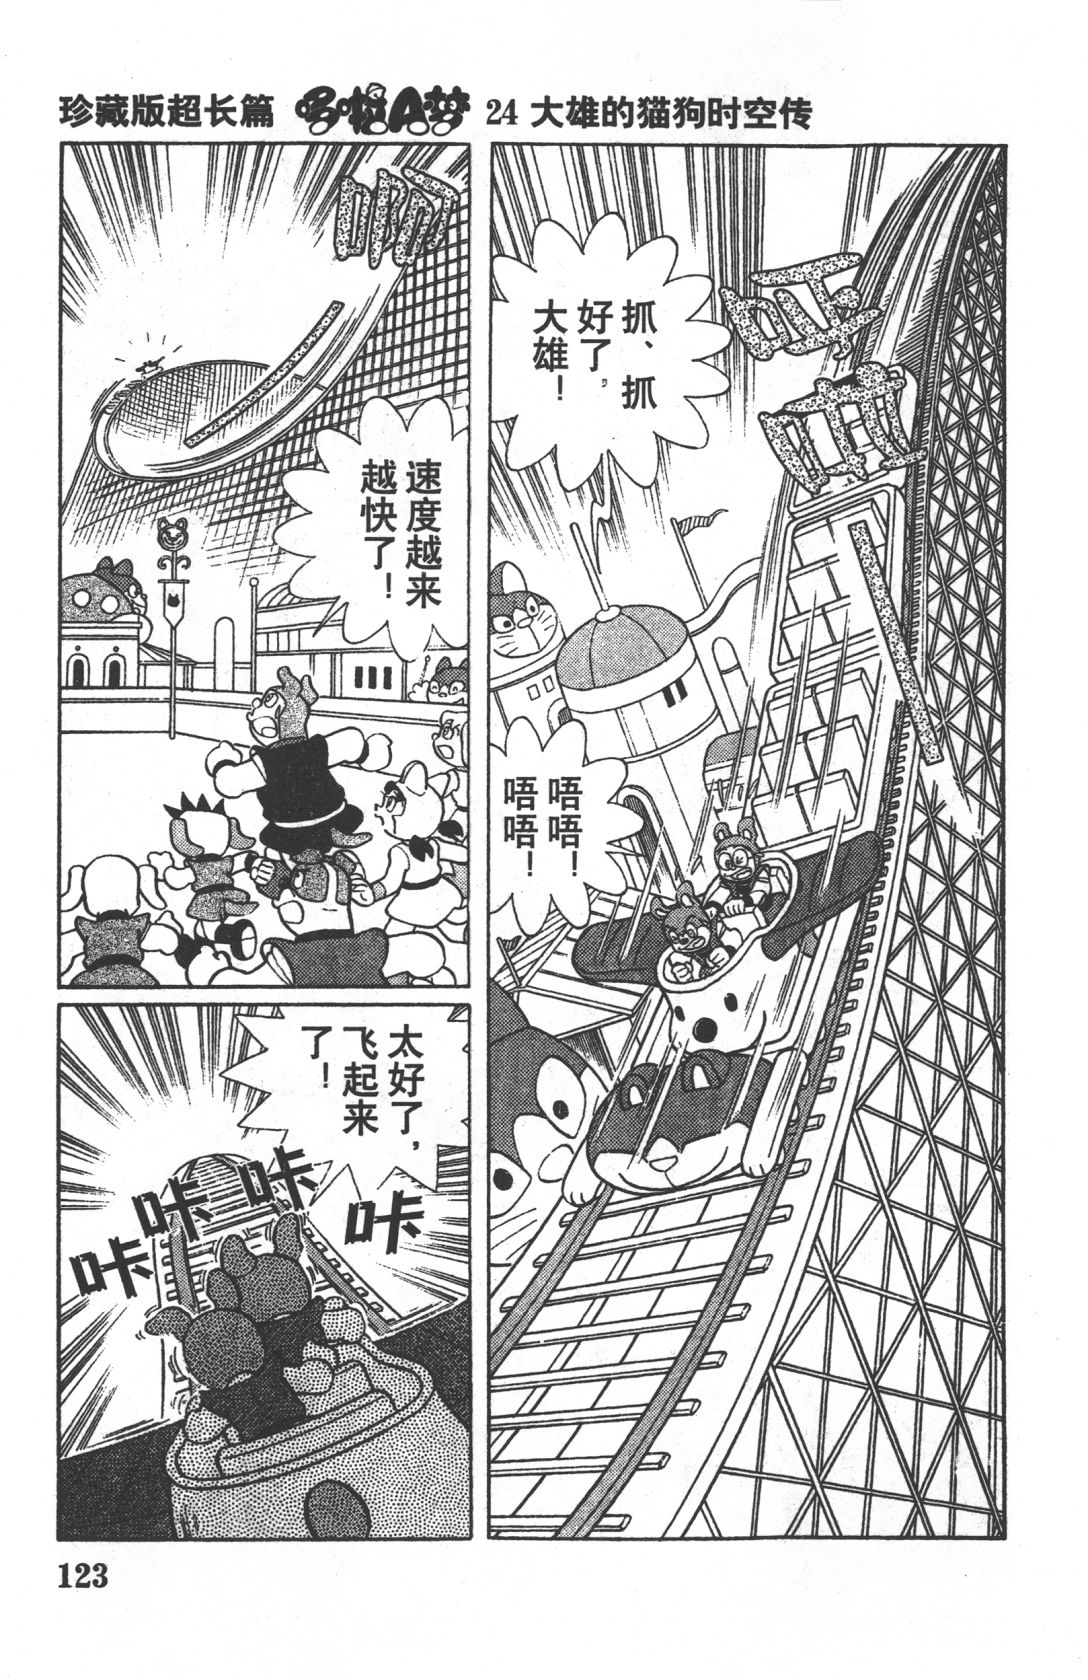 珍藏版超长篇 哆啦A梦 24 大雄的猫狗时空传
抓、抓
好了，
大雄！
呼
啦
唔唔！
唔唔！
速度越来
越快了！
太好了，
飞起来
了！
咔
咔
咔
咔
123